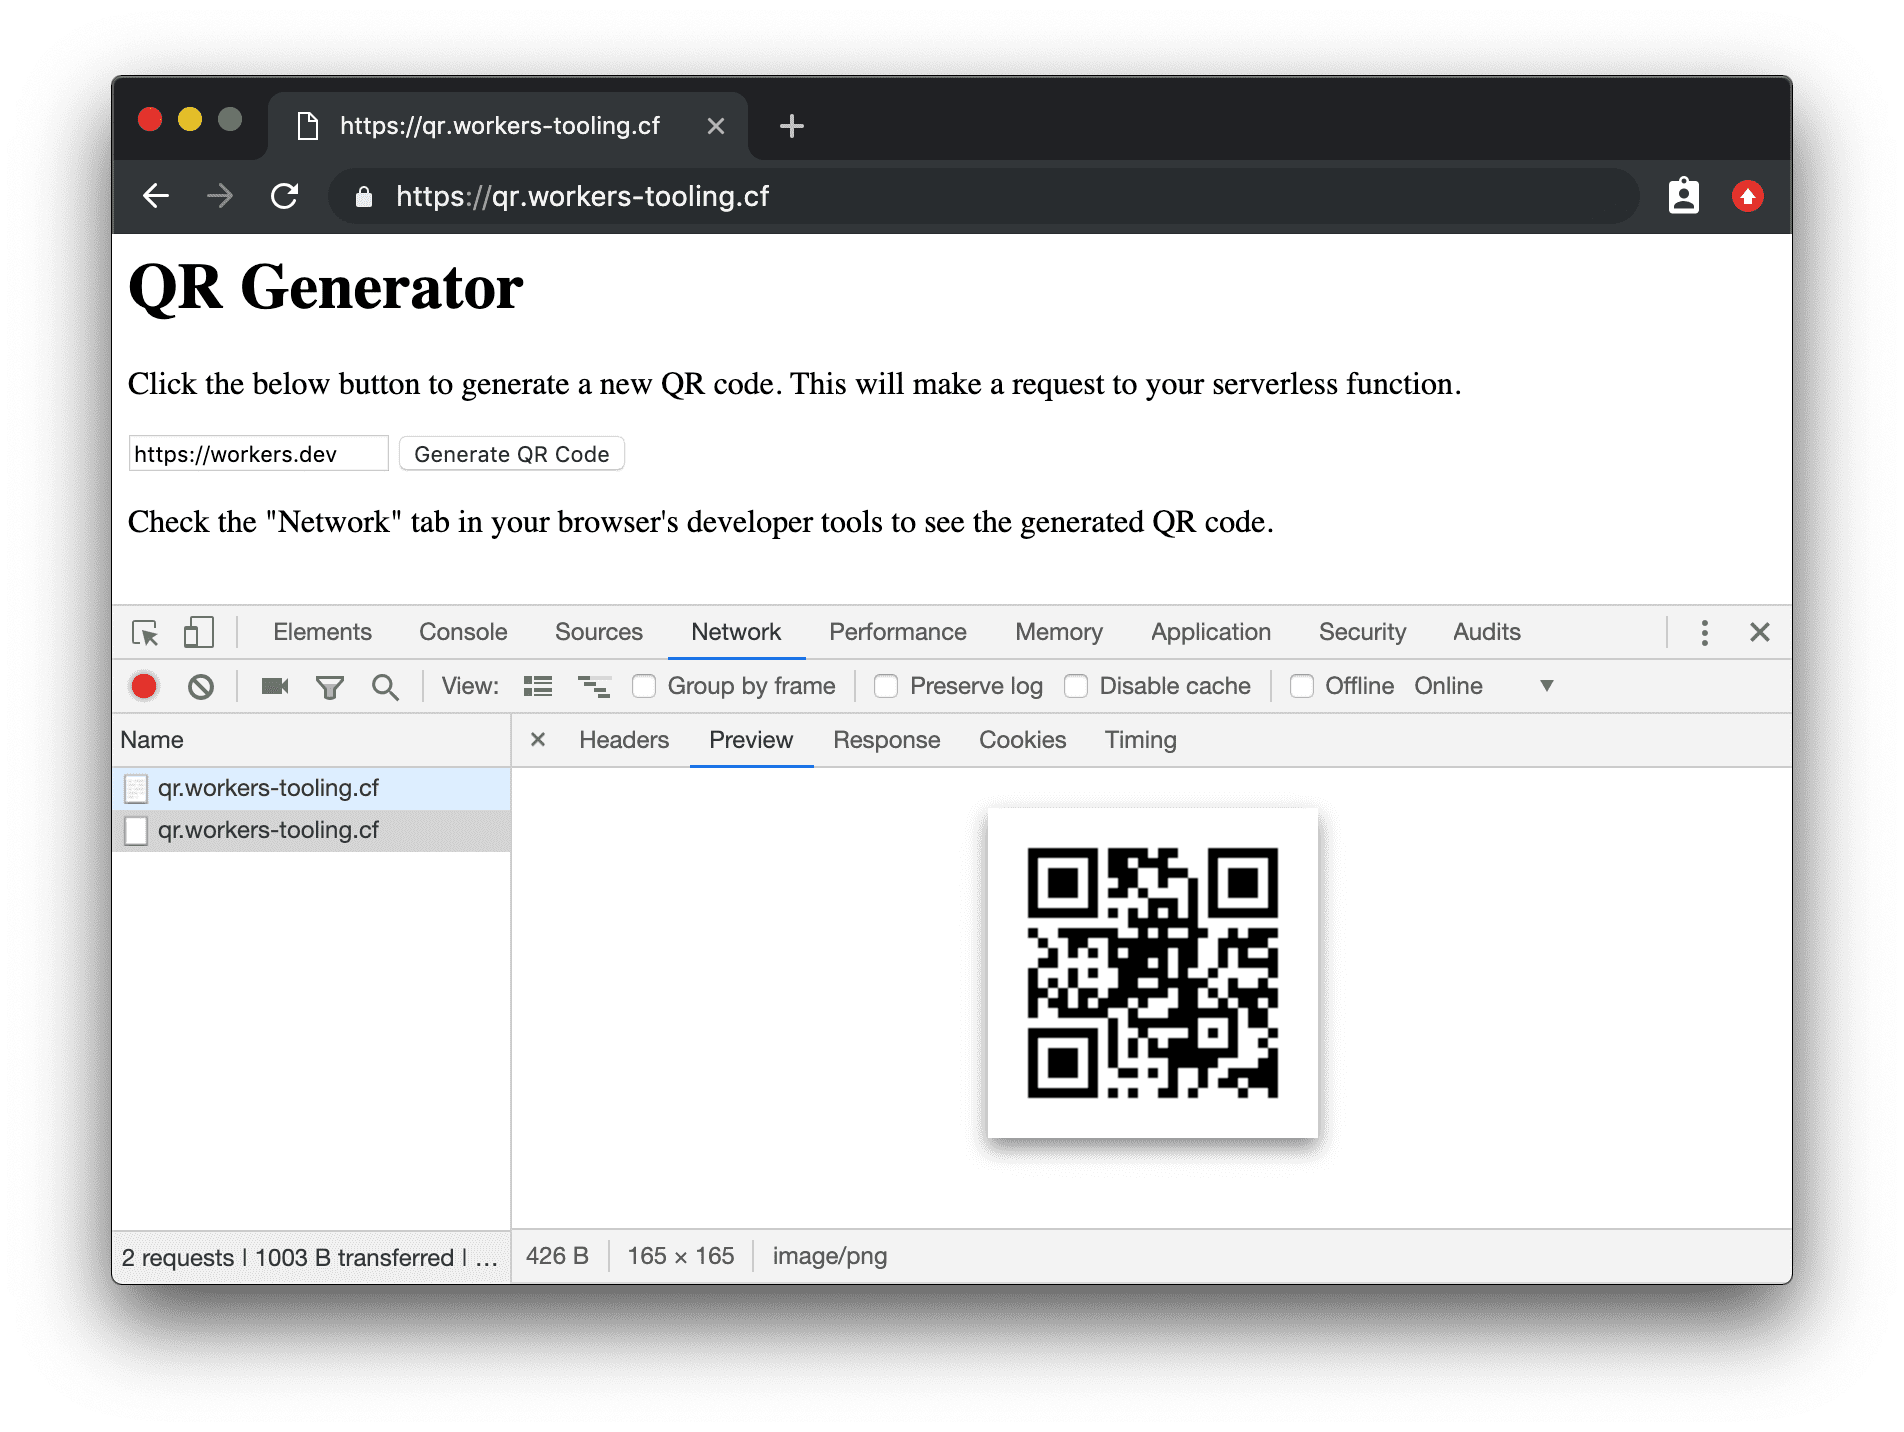 https://qr.workers-tooling.cf
https://qr.workers-tooling.cf
QR Generator
Click the below button to generate a new QR code. This will make a request to your serverless function.
https://workers.dev Generate QR Code
Check the "Network" tab in your browser's developer tools to see the generated QR code.
Elements Console Sources Network Performance Memory Application Security Audits
View: Group by frame Preserve log Disable cache Offline Online
Name Headers Preview Response Cookies Timing
qr.workers-tooling.cf
qr.workers-tooling.cf
2 requests | 1003 B transferred | … 426 B 165 × 165 image/png